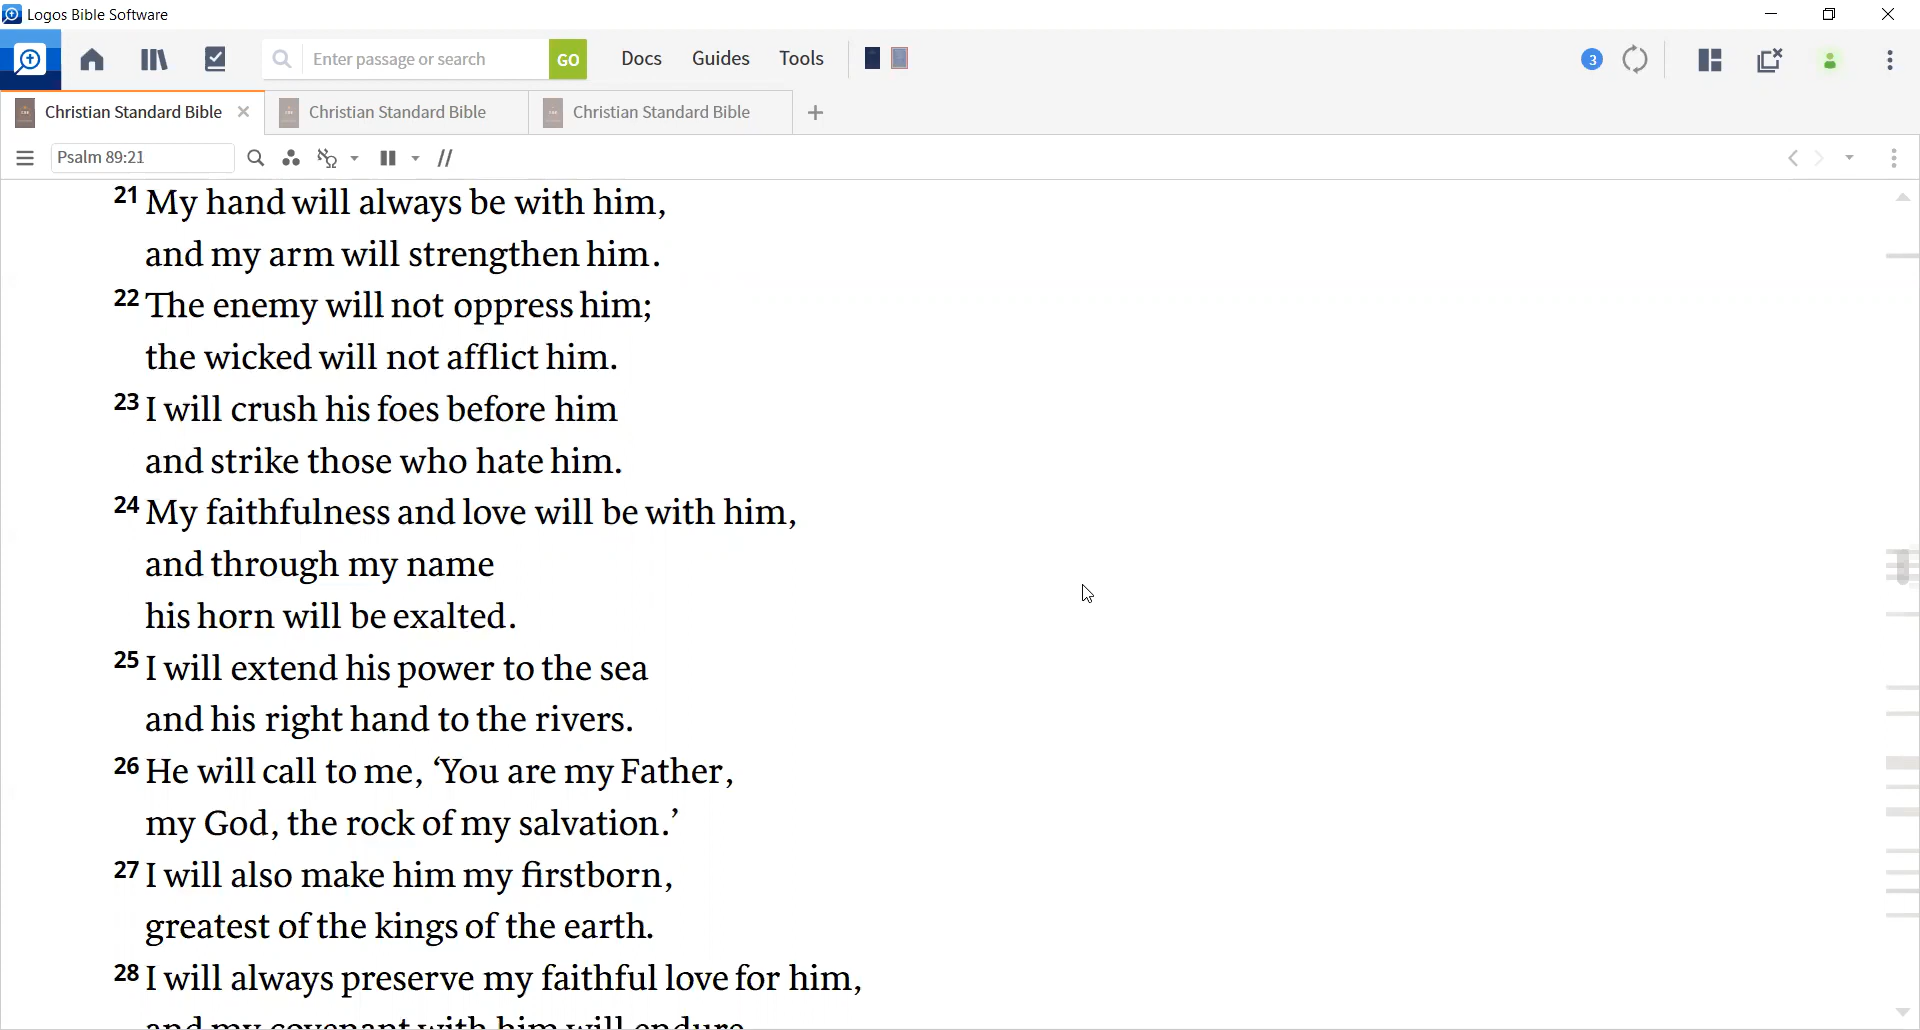 Logos Bible Software
Enter passage or search
GO
Docs
Guides
Tools
3
Christian Standard Bible
Christian Standard Bible
Christian Standard Bible
Psalm 89:21
21 My hand will always be with him,
and my arm will strengthen him.
22 The enemy will not oppress him;
the wicked will not afflict him.
23 I will crush his foes before him
and strike those who hate him.
24 My faithfulness and love will be with him,
and through my name
his horn will be exalted.
25 I will extend his power to the sea
and his right hand to the rivers.
26 He will call to me, ‘You are my Father,
my God, the rock of my salvation.’
27 I will also make him my firstborn,
greatest of the kings of the earth.
28 I will always preserve my faithful love for him,
and my covenant with him will endure.